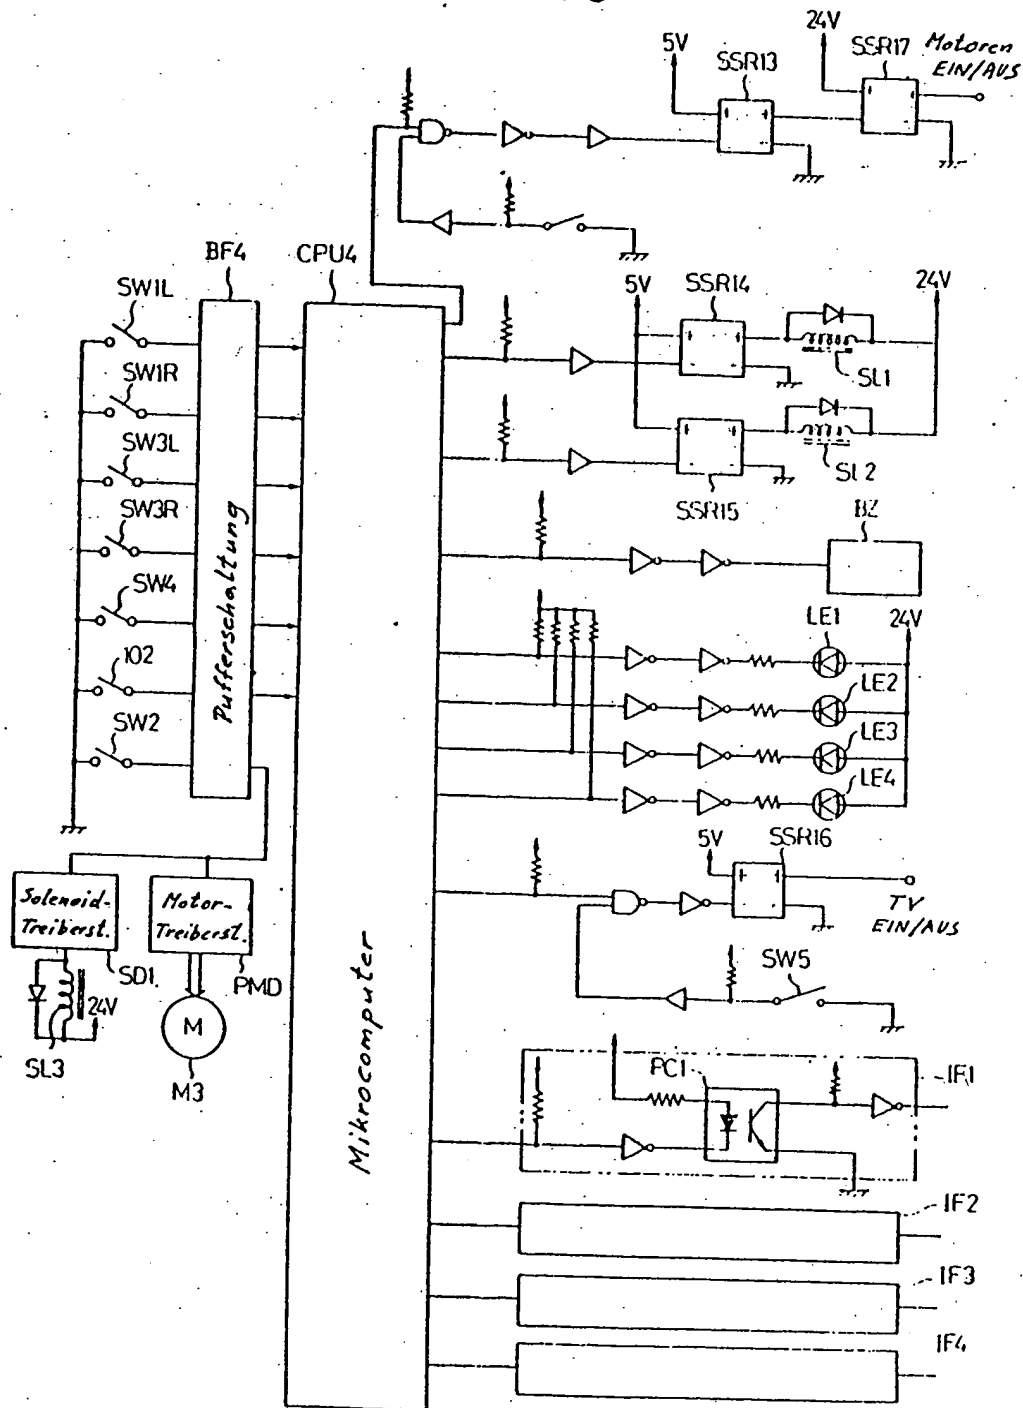 24V
5V
SSR17
Motoren
EIN/AUS
SSR13
BF4
CPU4
SW1L
5V
SSR14
24V
SW1R
SL1
SW3L
SL2
SW3R
SSR15
BZ
SW4
LE1
24V
102
LE2
SW2
LE3
LE4
Pufferschaltung
5V
SSR16
Solenoid-
Treiberst.
Motor-
Treiberst.
TV
EIN/AUS
SD1
PMD
SW5
24V
M
SL3
M3
Mikrocomputer
PC1
IF1
IF2
IF3
IF4